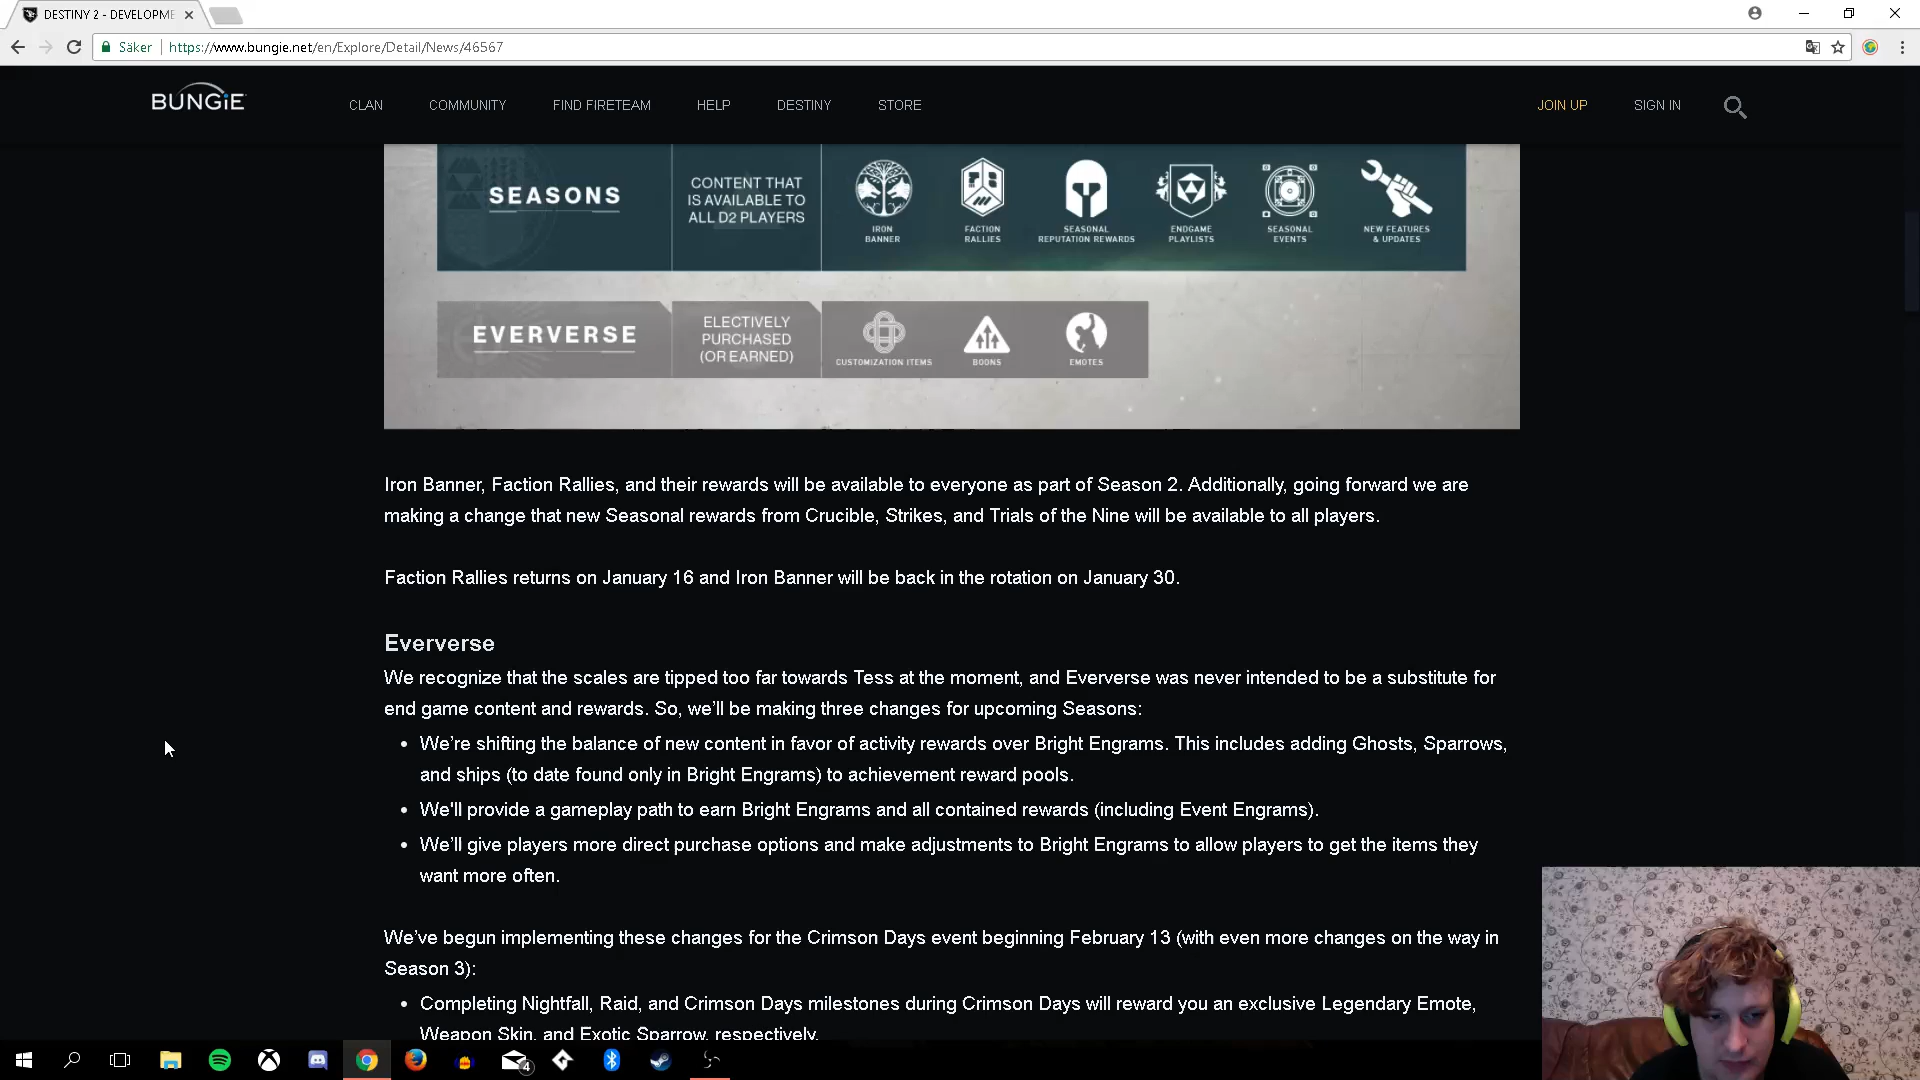 DESTINY 2 - DEVELOPME
Säker https://www.bungie.net/en/Explore/Detail/News/46567
BUNGiE CLAN COMMUNITY FIND FIRETEAM HELP DESTINY STORE JOIN UP SIGN IN
SEASONS
CONTENT THAT
IS AVAILABLE TO
ALL D2 PLAYERS
IRON
BANNER
FACTION
RALLIES
SEASONAL
REPUTATION REWARDS
ENDGAME
PLAYLISTS
SEASONAL
EVENTS
NEW FEATURES
& UPDATES
EVERVERSE
ELECTIVELY
PURCHASED
(OR EARNED)
CUSTOMIZATION ITEMS
BOONS
EMOTES
Iron Banner, Faction Rallies, and their rewards will be available to everyone as part of Season 2. Additionally, going forward we are
making a change that new Seasonal rewards from Crucible, Strikes, and Trials of the Nine will be available to all players.
Faction Rallies returns on January 16 and Iron Banner will be back in the rotation on January 30.
Eververse
We recognize that the scales are tipped too far towards Tess at the moment, and Eververse was never intended to be a substitute for
end game content and rewards. So, we’ll be making three changes for upcoming Seasons:
• We’re shifting the balance of new content in favor of activity rewards over Bright Engrams. This includes adding Ghosts, Sparrows,
and ships (to date found only in Bright Engrams) to achievement reward pools.
• We'll provide a gameplay path to earn Bright Engrams and all contained rewards (including Event Engrams).
• We’ll give players more direct purchase options and make adjustments to Bright Engrams to allow players to get the items they
want more often.
We’ve begun implementing these changes for the Crimson Days event beginning February 13 (with even more changes on the way in
Season 3):
• Completing Nightfall, Raid, and Crimson Days milestones during Crimson Days will reward you an exclusive Legendary Emote,
Weapon Skin, and Exotic Sparrow, respectively.
4